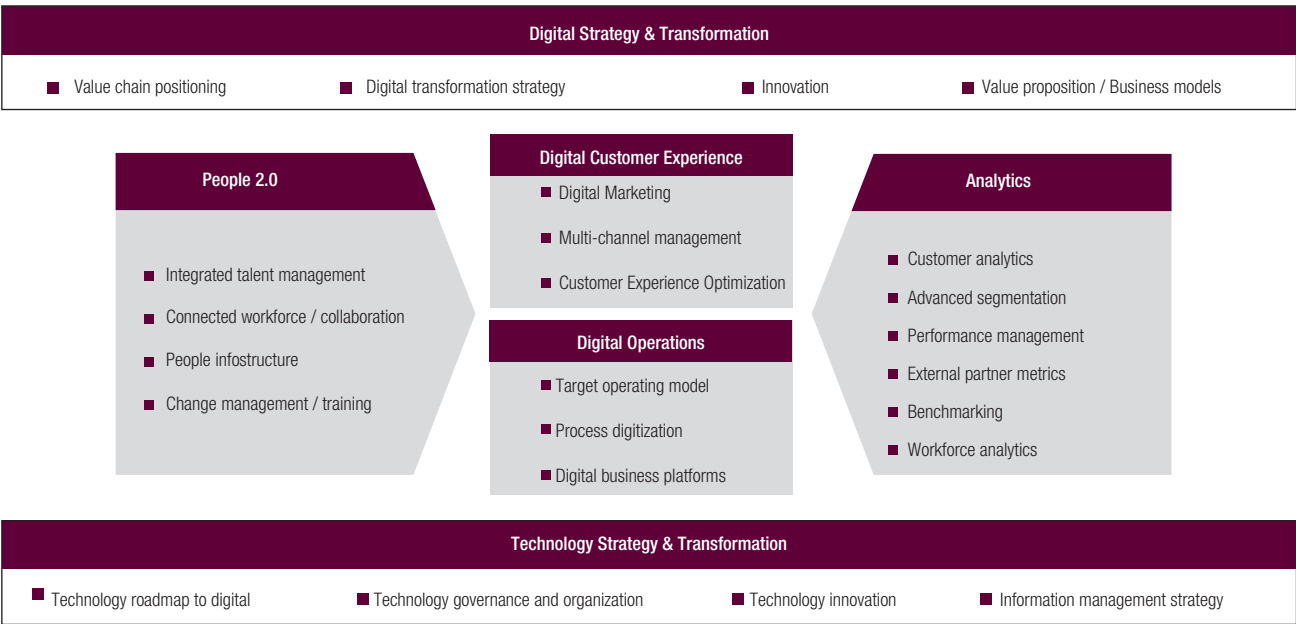 Digital Strategy & Transformation
Value chain positioning
Digital transformation strategy
Innovation
Value proposition / Business models
People 2.0
Integrated talent management
Connected workforce / collaboration
People infostructure
Change management / training
Digital Customer Experience
Digital Marketing
Multi-channel management
Customer Experience Optimization
Digital Operations
Target operating model
Process digitization
Digital business platforms
Analytics
Customer analytics
Advanced segmentation
Performance management
External partner metrics
Benchmarking
Workforce analytics
Technology Strategy & Transformation
Technology roadmap to digital
Technology governance and organization
Technology innovation
Information management strategy